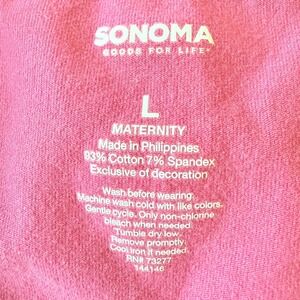 SONOMA
GOODS FOR LIFE
L
MATERNITY
Made in Philippines
93% Cotton 7% Spandex
Exclusive of decoration
Wash before wearing.
Machine wash cold with like colors.
Gentle cycle. Only non-chlorine
bleach when needed.
Tumble dry low.
Remove promptly.
Cool iron if needed.
RN# 73277
144146